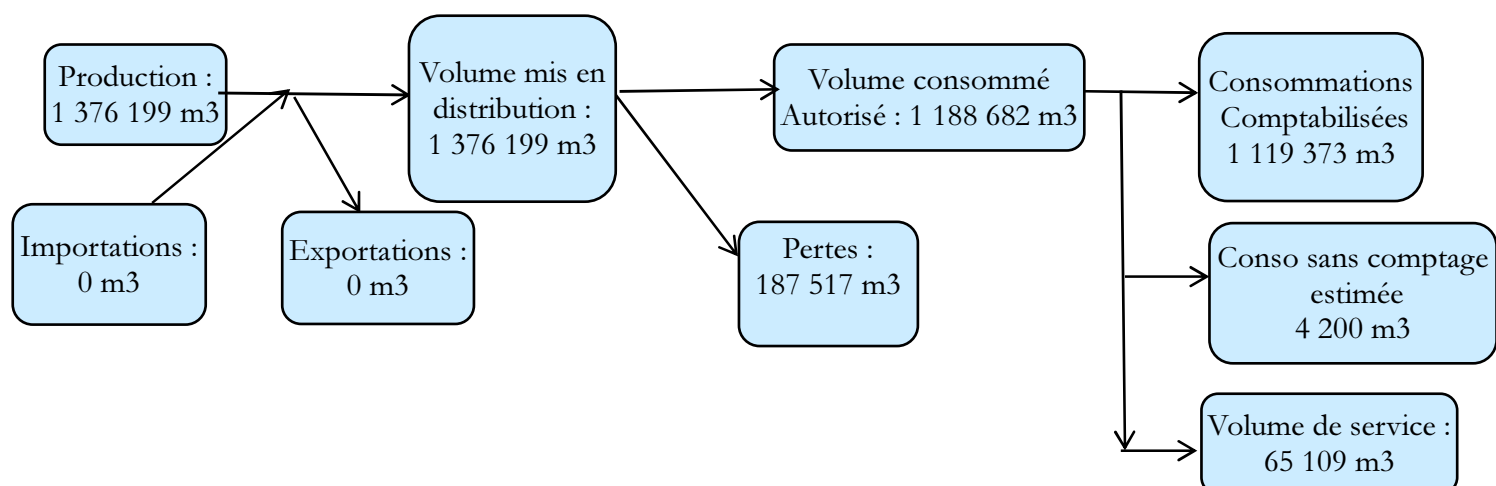 Production :
1 376 199 m3
Volume mis en
distribution :
1 376 199 m3
Volume consommé
Autorisé : 1 188 682 m3
Consommations
Comptabilisées
1 119 373 m3
Importations :
0 m3
Exportations :
0 m3
Pertes :
187 517 m3
Conso sans comptage
estimée
4 200 m3
Volume de service :
65 109 m3